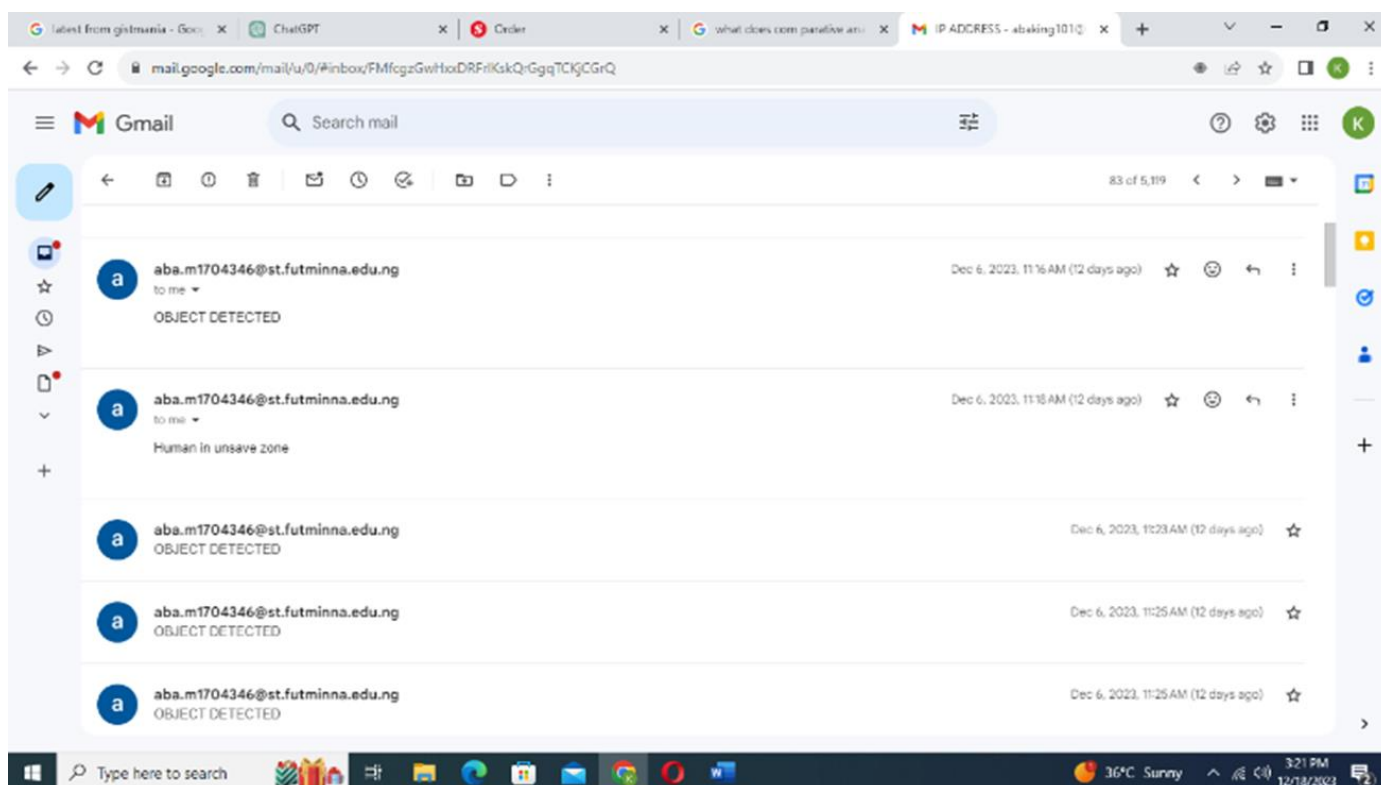 latest from gistmania - Goo
ChatGPT
Order
what does com parative an
IP ADDRESS - abaking101@
mail.google.com/mail/u/0/#inbox/FMfcgzGwHxxDRFrlKskQrGgqTCKjCGrQ
Gmail
Search mail
K
83 of 5,119
aba.m1704346@st.futminna.edu.ng
Dec 6, 2023, 11:16 AM (12 days ago)
to me
OBJECT DETECTED
aba.m1704346@st.futminna.edu.ng
Dec 6, 2023, 11:18 AM (12 days ago)
to me
Human in unsave zone
aba.m1704346@st.futminna.edu.ng
Dec 6, 2023, 11:23 AM (12 days ago)
OBJECT DETECTED
aba.m1704346@st.futminna.edu.ng
Dec 6, 2023, 11:25 AM (12 days ago)
OBJECT DETECTED
aba.m1704346@st.futminna.edu.ng
Dec 6, 2023, 11:25 AM (12 days ago)
OBJECT DETECTED
Type here to search
36°C Sunny
3:21 PM
12/18/2023